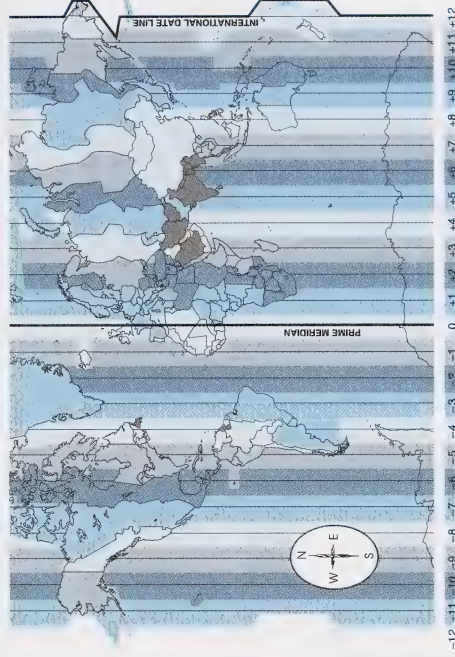 INTERNATIONAL DATE LINE
PRIME MERIDIAN
N
W E
S
-12 -11 -10 -9 -8 -7 -6 -5 -4 -3 -2 -1 0 +1 +2 +3 +4 +5 +6 +7 +8 +9 +10 +11 +12